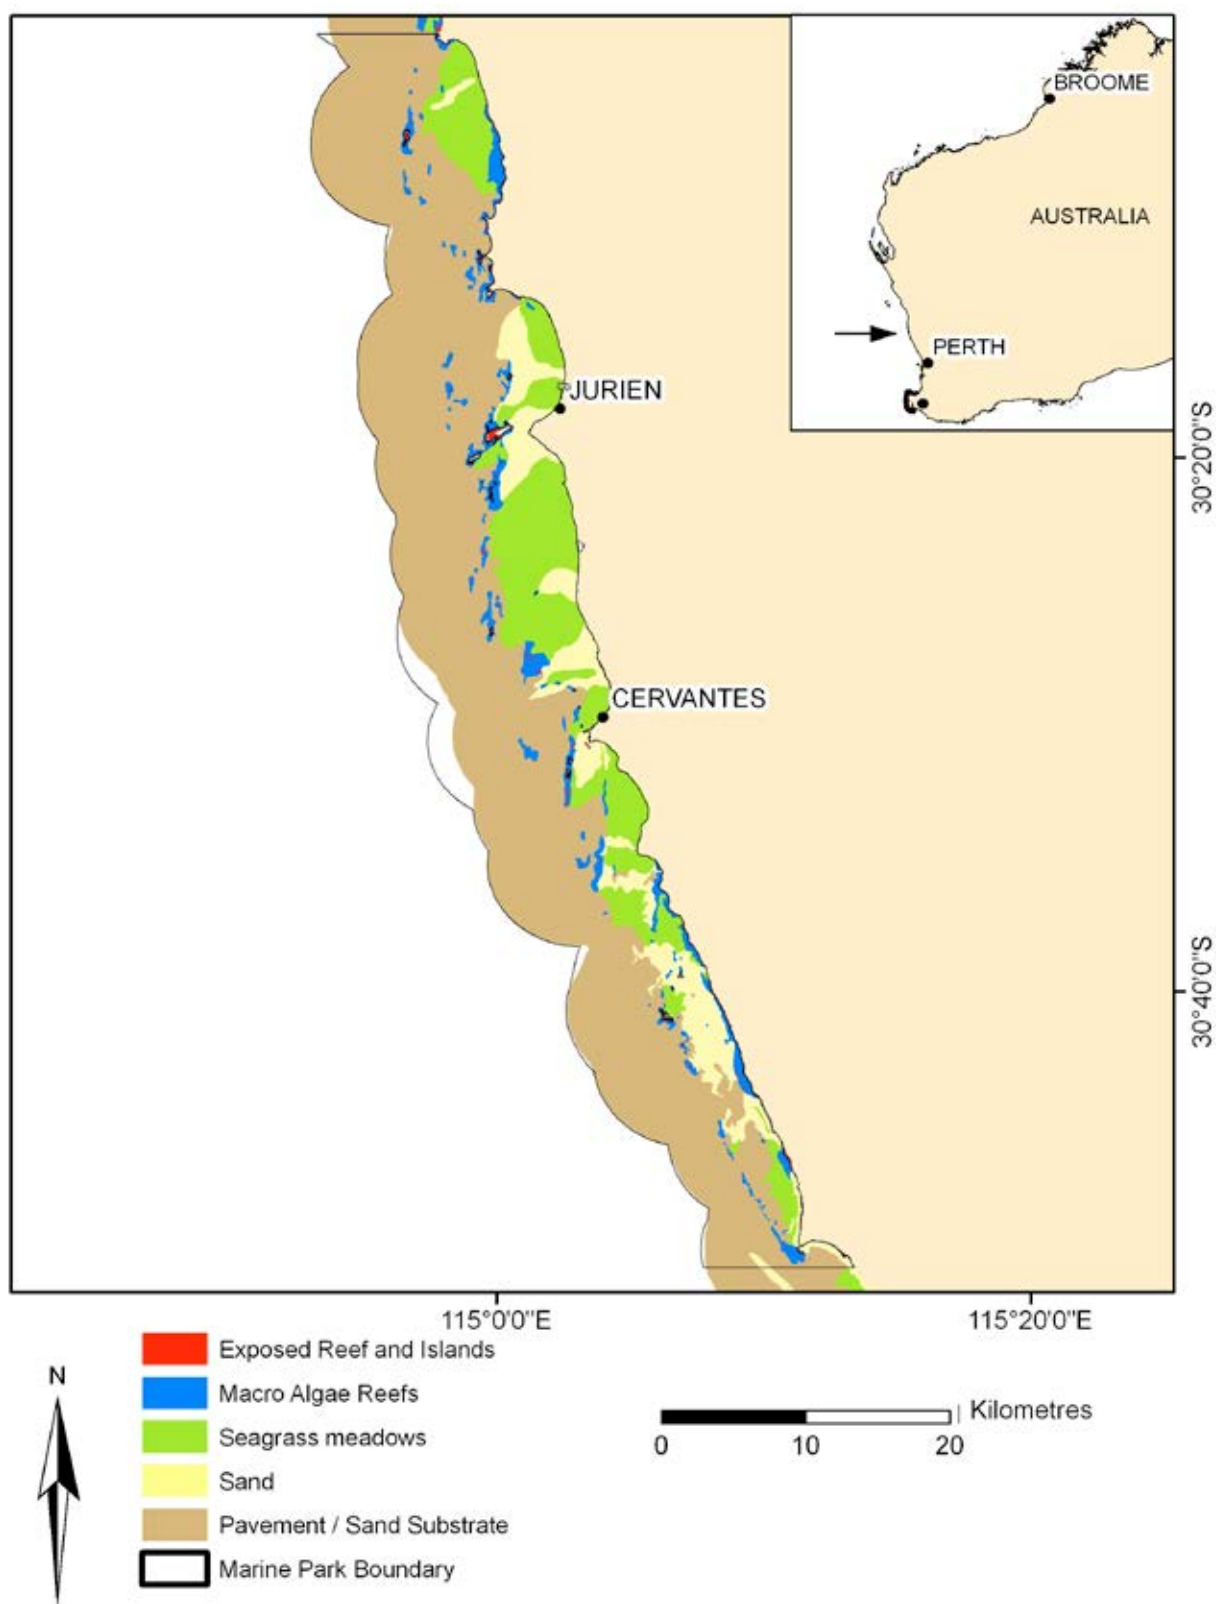 BROOME
AUSTRALIA
PERTH
JURIEN
30°20'0"S
CERVANTES
30°40'0"S
115°0'0"E
115°20'0"E
N
Exposed Reef and Islands
Macro Algae Reefs
Seagrass meadows
Sand
Pavement / Sand Substrate
Marine Park Boundary
Kilometres
0 10 20